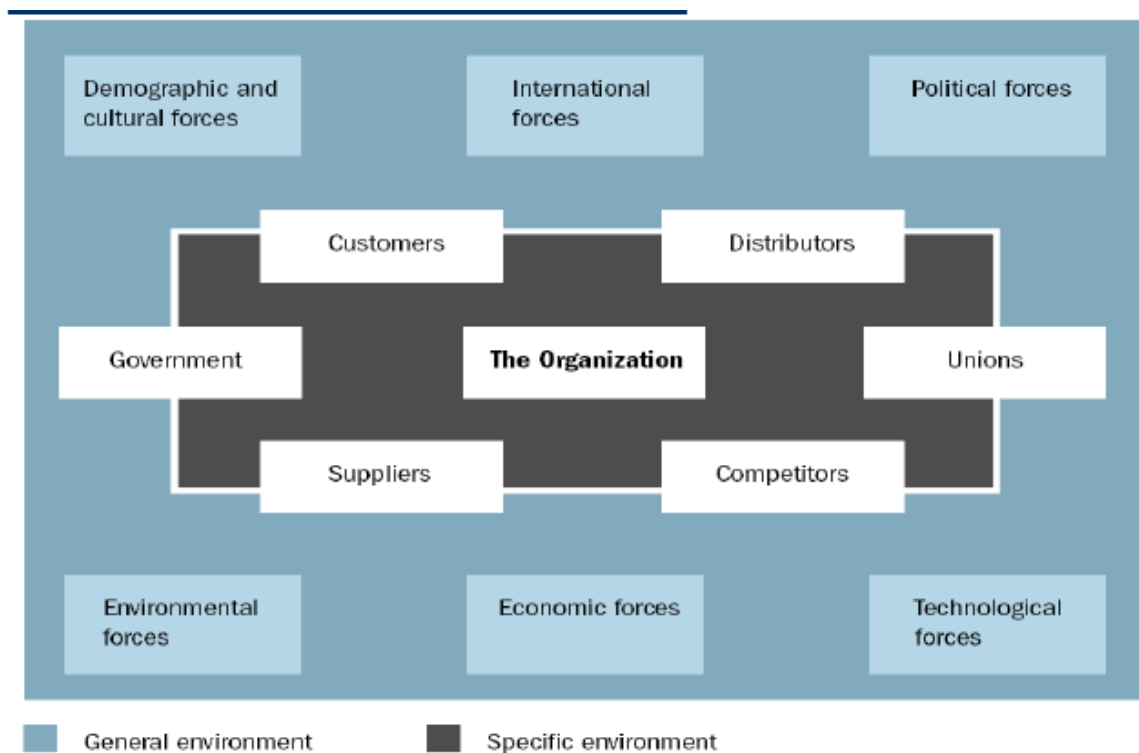 Demographic and
cultural forces
International
forces
Political forces
Customers
Distributors
Government
The Organization
Unions
Suppliers
Competitors
Environmental
forces
Economic forces
Technological
forces
General environment
Specific environment